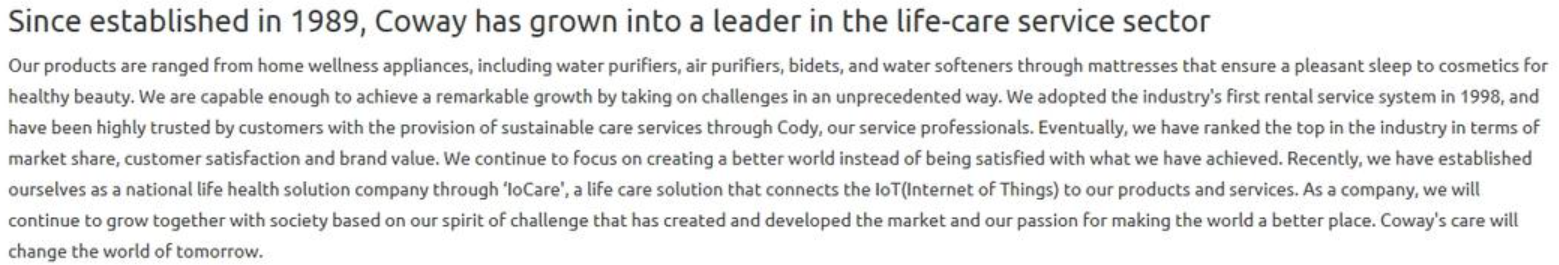 Since established in 1989, Coway has grown into a leader in the life-care service sector
Our products are ranged from home wellness appliances, including water purifiers, air purifiers, bidets, and water softeners through mattresses that ensure a pleasant sleep to cosmetics for
healthy beauty. We are capable enough to achieve a remarkable growth by taking on challenges in an unprecedented way. We adopted the industry's first rental service system in 1998, and
have been highly trusted by customers with the provision of sustainable care services through Cody, our service professionals. Eventually, we have ranked the top in the industry in terms of
market share, customer satisfaction and brand value. We continue to focus on creating a better world instead of being satisfied with what we have achieved. Recently, we have established
ourselves as a national life health solution company through 'IoCare', a life care solution that connects the IoT(Internet of Things) to our products and services. As a company, we will
continue to grow together with society based on our spirit of challenge that has created and developed the market and our passion for making the world a better place. Coway's care will
change the world of tomorrow.